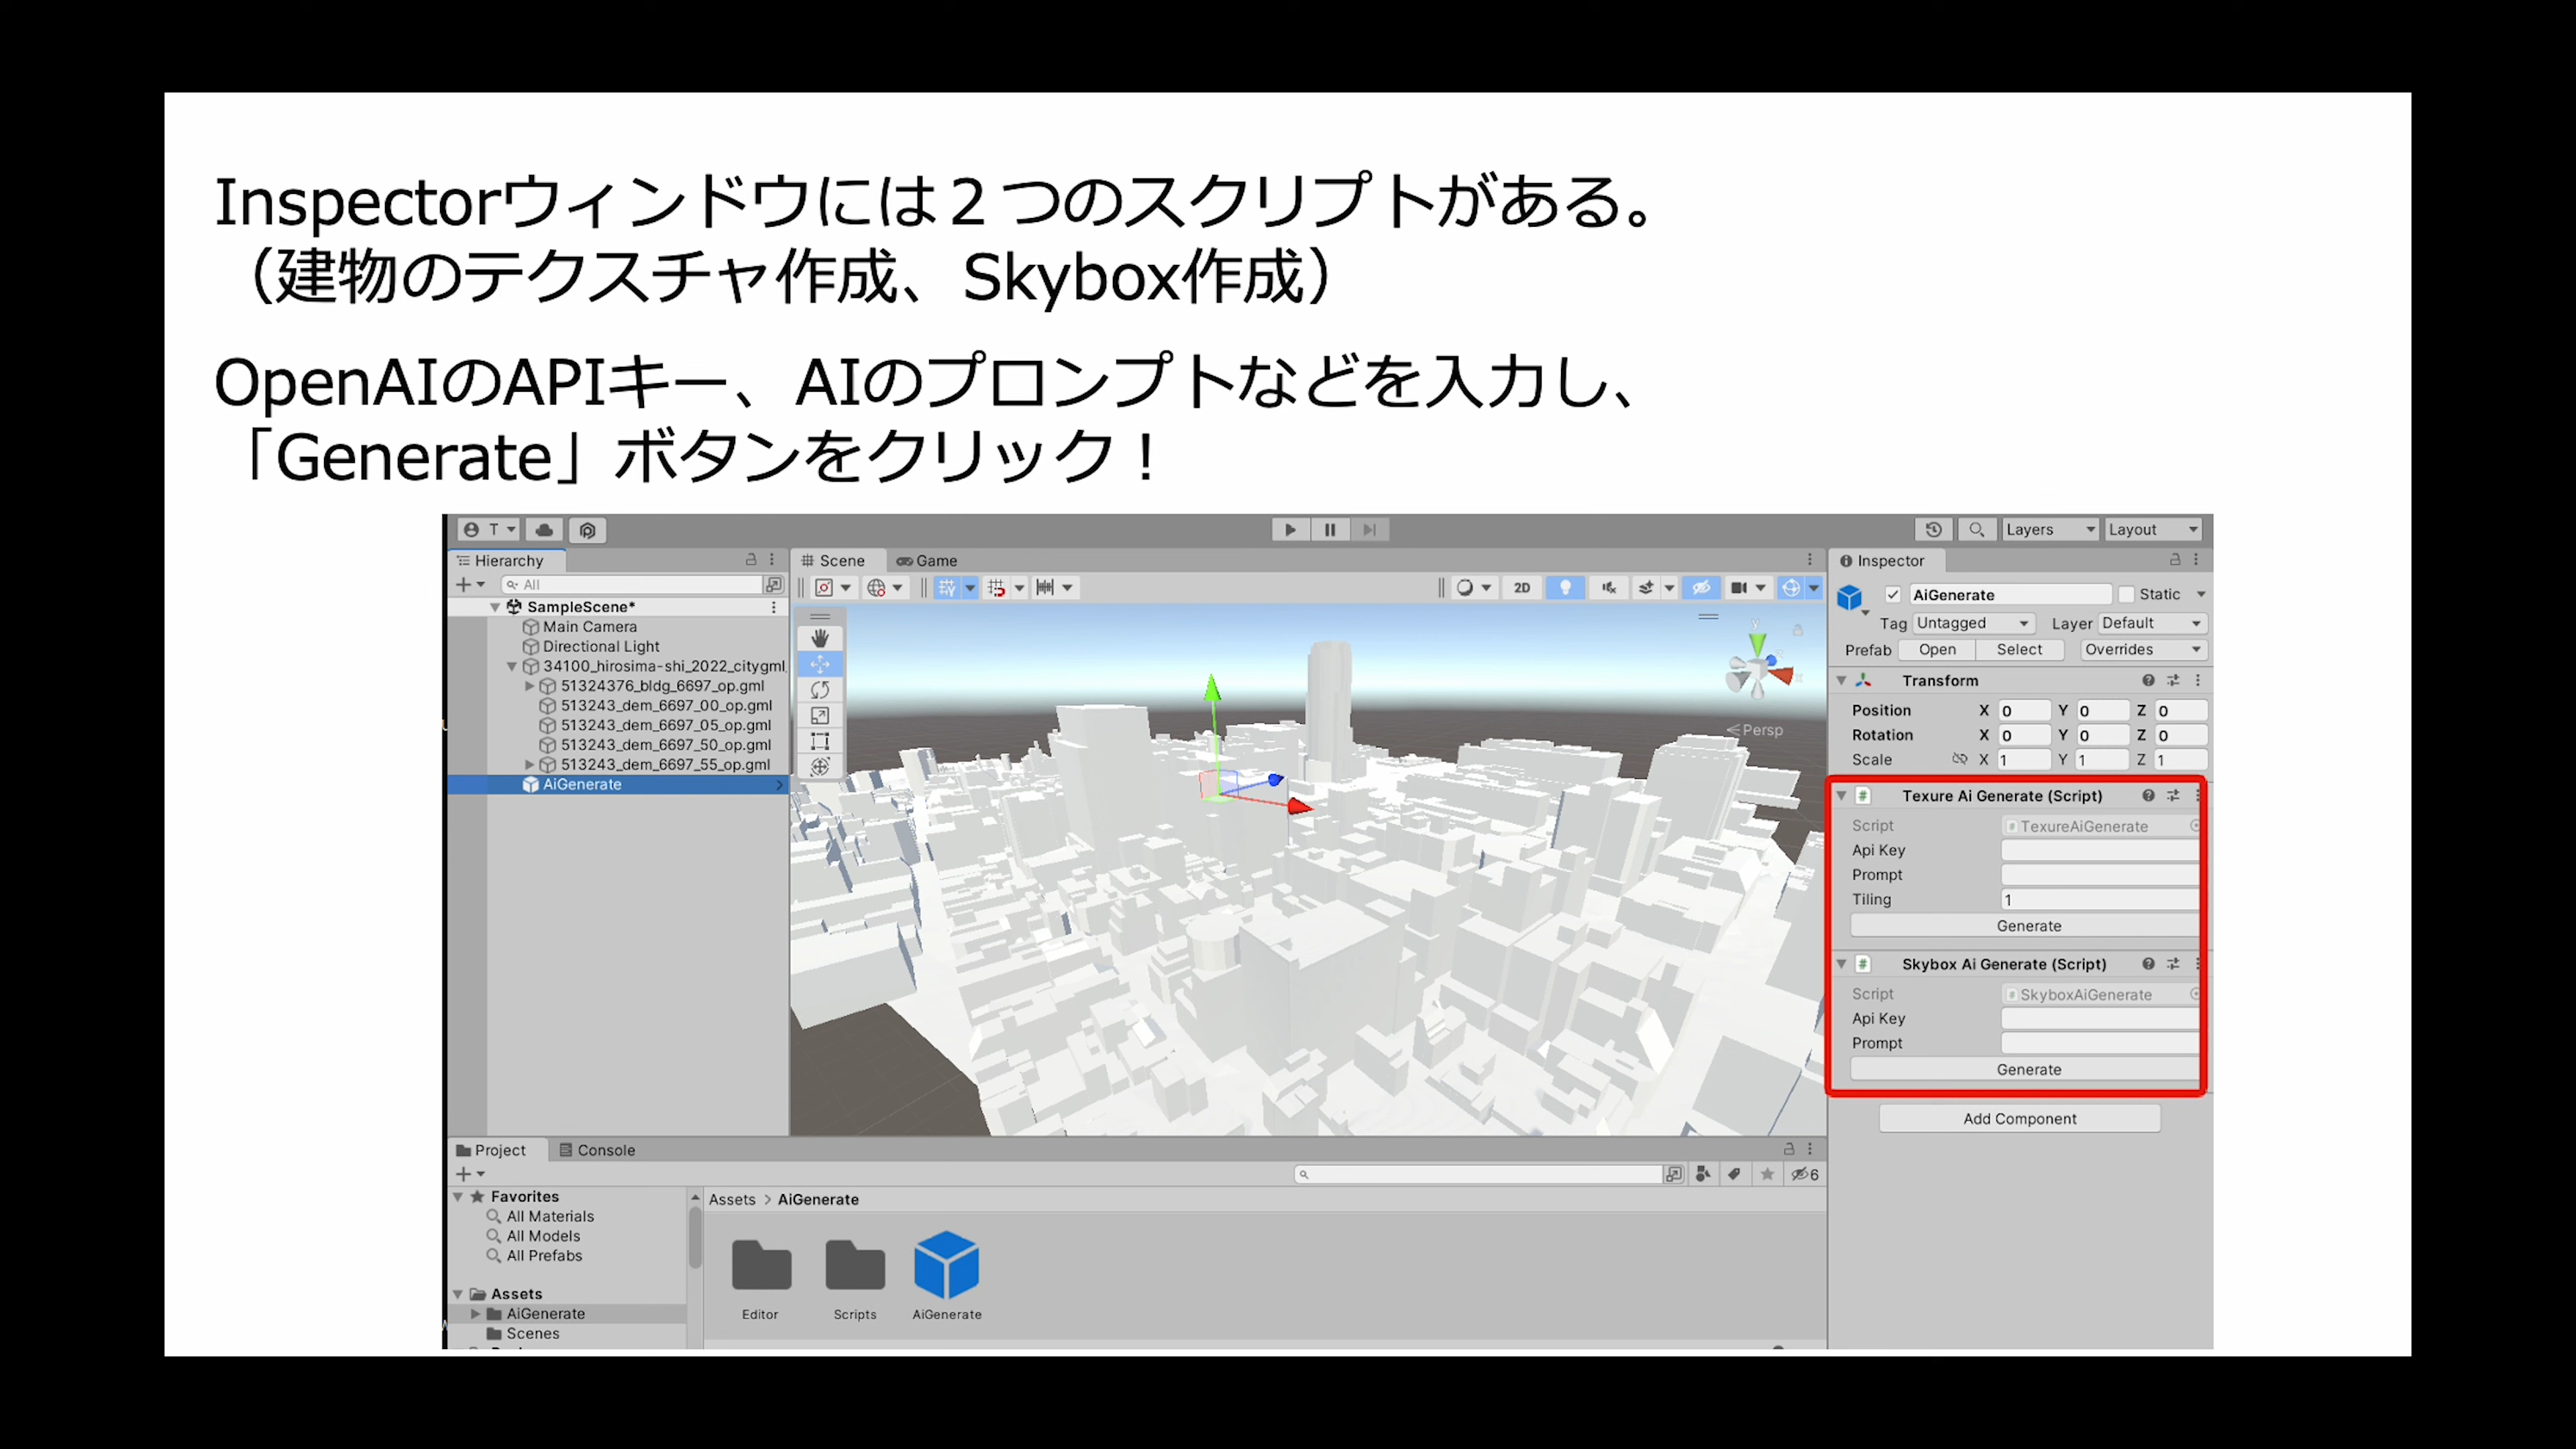 Inspectorウィンドウには２つのスクリプトがある。
（建物のテクスチャ作成、Skybox作成）
OpenAIのAPIキー、AIのプロンプトなどを入力し、
「Generate」ボタンをクリック！
T
Layers
Layout
Hierarchy
All
SampleScene*
Main Camera
Directional Light
34100_hirosima-shi_2022_citygml
51324376_bldg_6697_op.gml
513243_dem_6697_00_op.gml
513243_dem_6697_05_op.gml
513243_dem_6697_50_op.gml
513243_dem_6697_55_op.gml
AiGenerate
Scene
Game
2D
y
Persp
Inspector
AiGenerate
Static
Tag Untagged Layer Default
Prefab Open Select Overrides
Transform
Position X 0 Y 0 Z 0
Rotation X 0 Y 0 Z 0
Scale X 1 Y 1 Z 1
# Texure Ai Generate (Script)
Script TexureAiGenerate
Api Key
Prompt
Tiling 1
Generate
# Skybox Ai Generate (Script)
Script SkyboxAiGenerate
Api Key
Prompt
Generate
Add Component
Project
Console
6
Favorites
All Materials
All Models
All Prefabs
Assets
AiGenerate
Scenes
Assets > AiGenerate
Editor
Scripts
AiGenerate